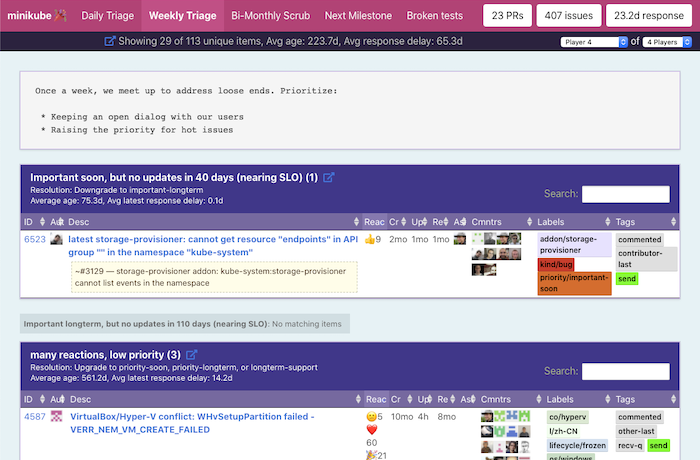 minikube Daily Triage Weekly Triage Bi-Monthly Scrub Next Milestone Broken tests 23 PRs 407 issues 23.2d response
Showing 29 of 113 unique items, Avg age: 223.7d, Avg response delay: 65.3d Player 4 of 4 Players
Once a week, we meet up to address loose ends. Prioritize:
* Keeping an open dialog with our users
* Raising the priority for hot issues
Important soon, but no updates in 40 days (nearing SLO) (1)
Resolution: Downgrade to important-longterm
Average age: 75.3d, Avg latest response delay: 0.1d
Search:
ID Au Desc Reac Cr Up Re As Cmntrs Labels Tags
6523 latest storage-provisioner: cannot get resource "endpoints" in API 👍9 2mo 1mo 1mo addon/storage- commented
group "" in the namespace "kube-system" provisioner contributor-
~#3129 — storage-provisioner addon: kube-system:storage-provisioner kind/bug last
cannot list events in the namespace priority/important- send
soon
Important longterm, but no updates in 110 days (nearing SLO): No matching items
many reactions, low priority (3)
Resolution: Upgrade to priority-soon, priority-longterm, or longterm-support
Average age: 561.2d, Avg latest response delay: 14.2d
Search:
ID Au Desc Reac Cr Up Re As Cmntrs Labels Tags
4587 VirtualBox/Hyper-V conflict: WHvSetupPartition failed - 😊5 10mo 4h 8mo co/hyperv commented
VERR_NEM_VM_CREATE_FAILED ❤️ l/zh-CN other-last
60 lifecycle/frozen recv-q send
🎉21 os/windows